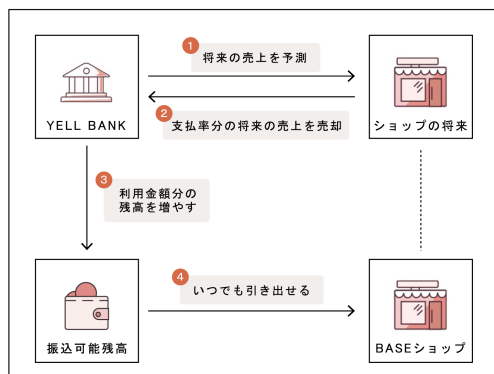 1
将来の売上を予測
YELL BANK
2
支払率分の将来の売上を売却
ショップの将来
3
利用金額分の
残高を増やす
4
いつでも引き出せる
振込可能残高
BASEショップ